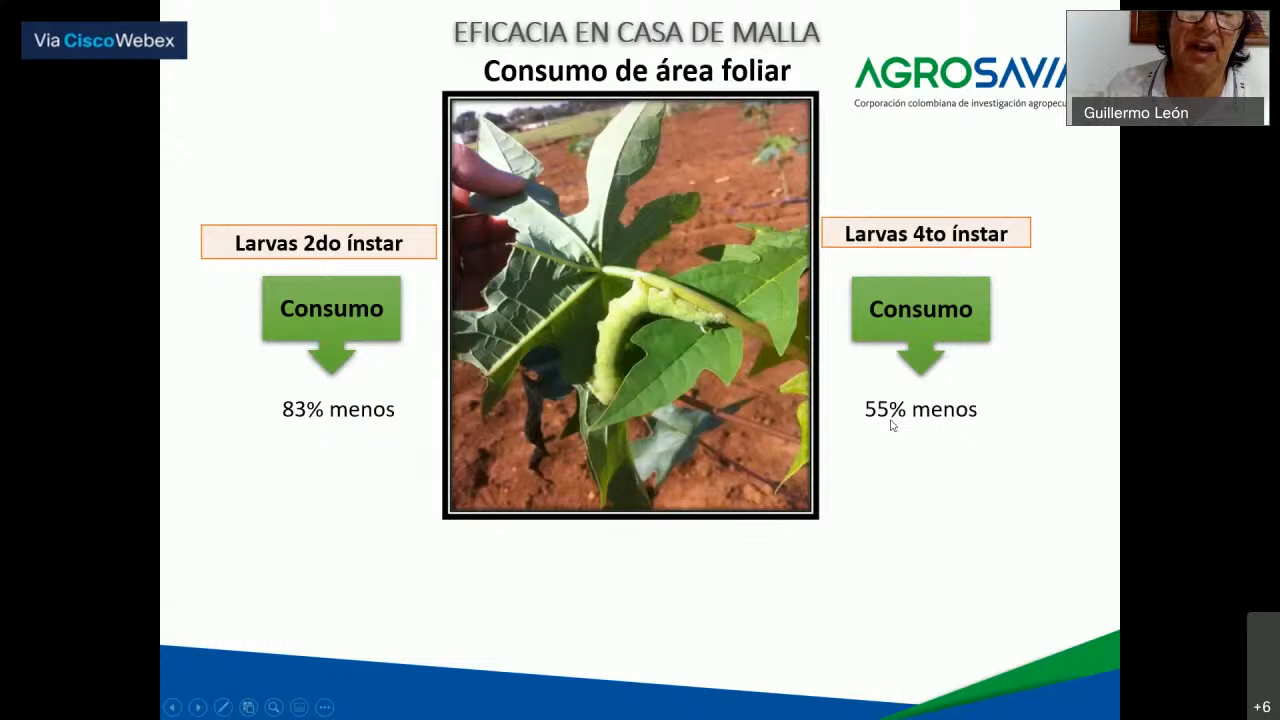 Via CiscoWebex
EFICACIA EN CASA DE MALLA
Consumo de área foliar
AGROSAVIA
Corporación colombiana de investigación
Guillermo León
Larvas 2do ínstar
Larvas 4to ínstar
Consumo
Consumo
83% menos
55% menos
+6